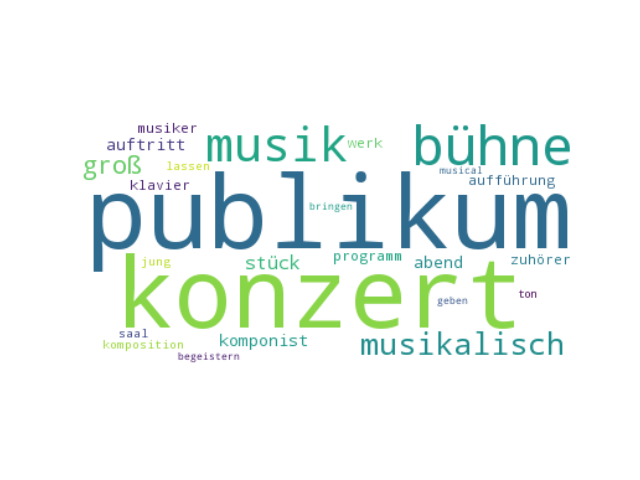 musiker
auftritt
musik
werk
bühne
groß
lassen
musical
klavier
aufführung
publikum
bringen
jung
stück
programm
abend
zuhörer
konzert
geben
ton
saal
komposition
komponist
musikalisch
begeistern